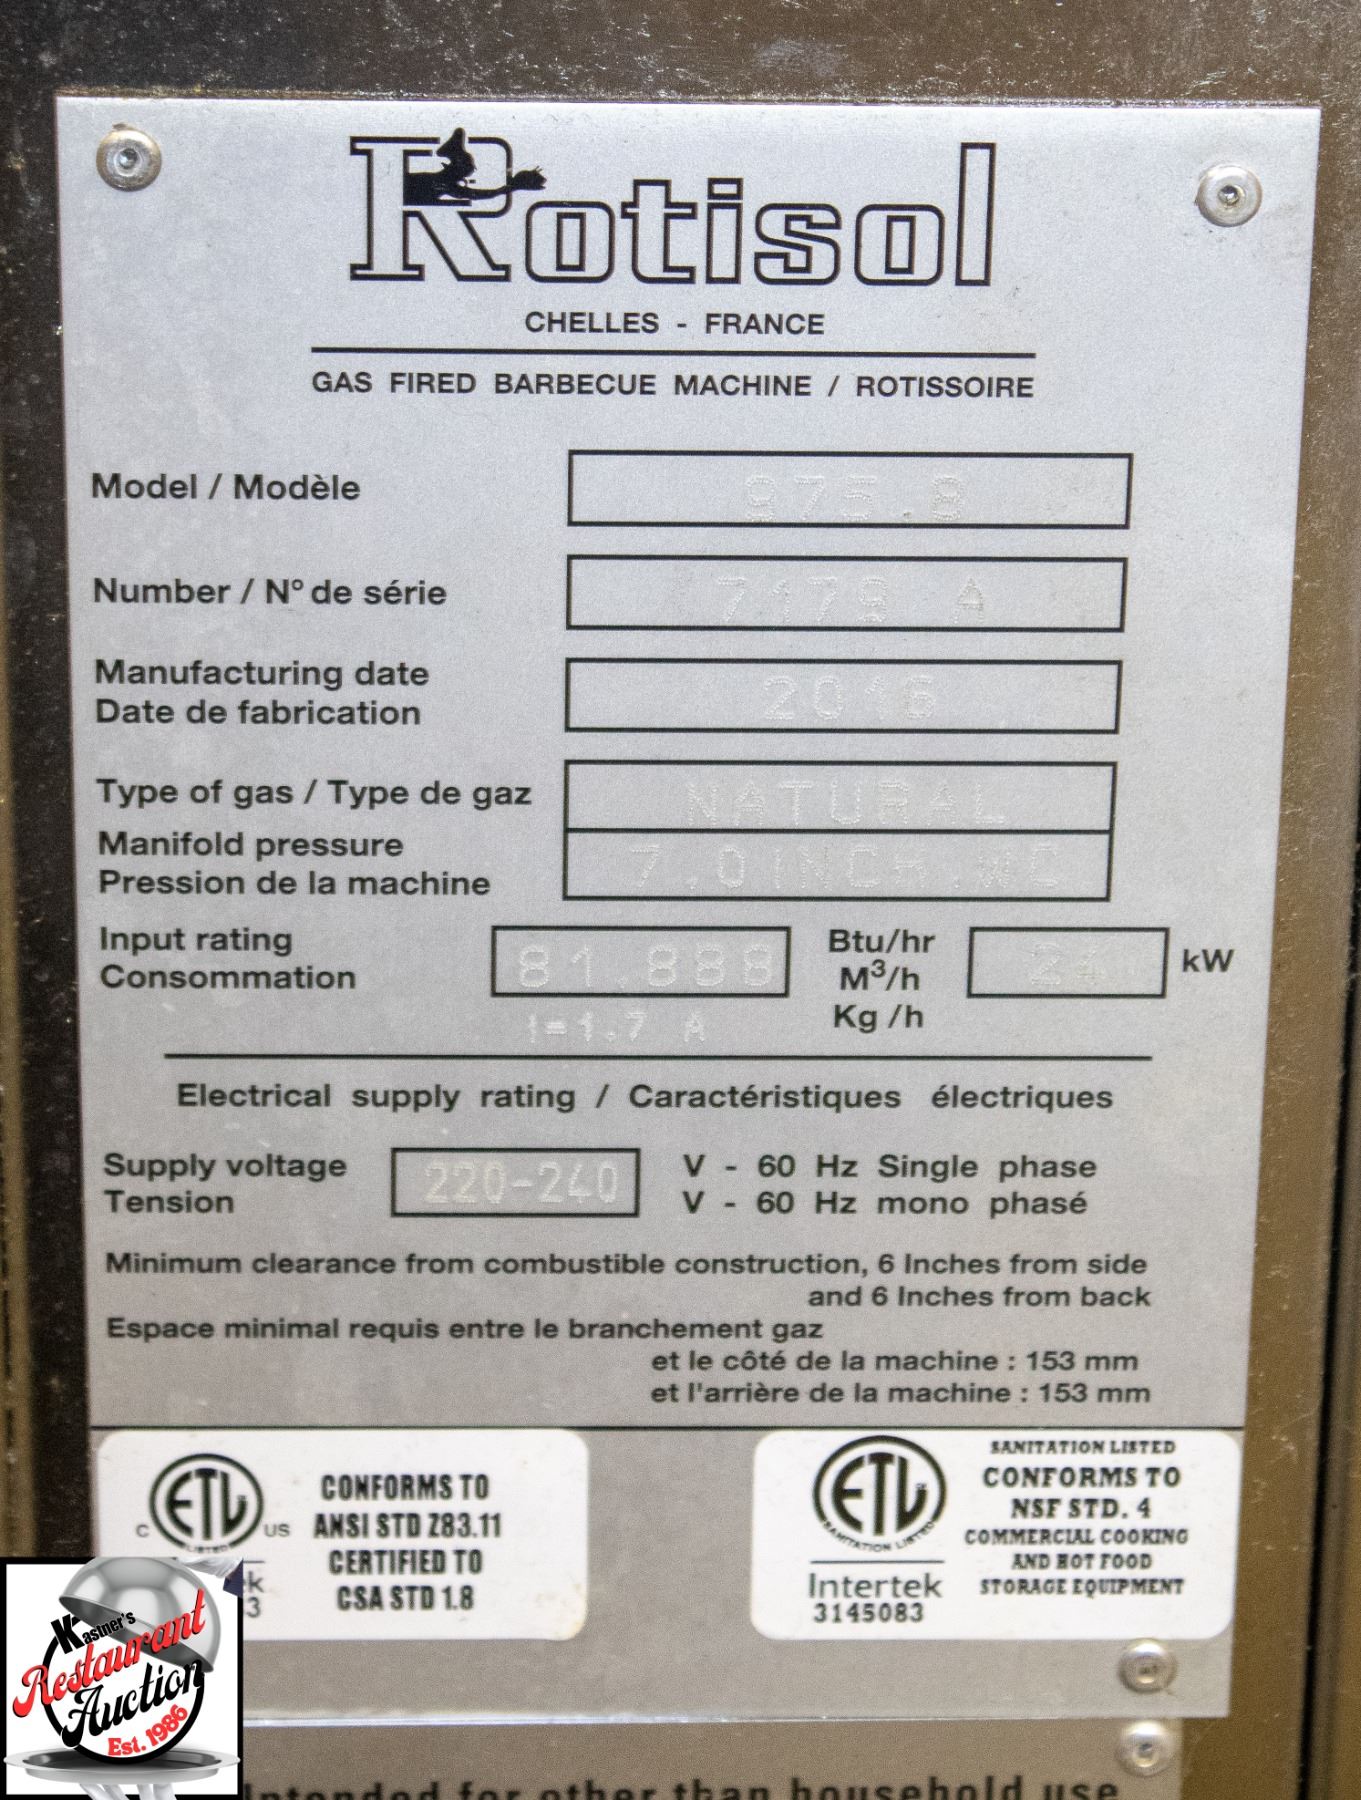 Rotisol
CHELLES - FRANCE
GAS FIRED BARBECUE MACHINE / ROTISSOIRE
Model / Modèle 975.8
Number / N° de série 7179 A
Manufacturing date
Date de fabrication 2016
Type of gas / Type de gaz NATURAL
Manifold pressure
Pression de la machine 7.0 INCH.WC
Input rating 81.888 Btu/hr 24 kW
Consommation M³/h
I=1.7 A Kg /h
Electrical supply rating / Caractéristiques électriques
Supply voltage 220-240 V - 60 Hz Single phase
Tension V - 60 Hz mono phasé
Minimum clearance from combustible construction, 6 Inches from side
and 6 Inches from back
Espace minimal requis entre le branchement gaz
et le côté de la machine : 153 mm
et l'arrière de la machine : 153 mm
ETL
LISTED
C US
CONFORMS TO
ANSI STD Z83.11
CERTIFIED TO
CSA STD 1.8
k
3
ETL
SANITATION LISTED
Intertek
3145083
SANITATION LISTED
CONFORMS TO
NSF STD. 4
COMMERCIAL COOKING
AND HOT FOOD
STORAGE EQUIPMENT
Kastner's
Restaurant
Auction
Est. 1986
Intended for other than household use